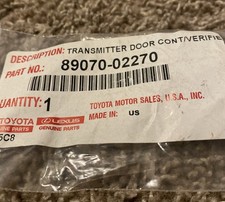 DESCRIPTION: TRANSMITTER DOOR CONT/VERIFIE
PART NO.: 89070-02270
QUANTITY: 1
TOYOTA MOTOR SALES, U.S.A., INC.
TOYOTA LEXUS MADE IN: US
GENUINE PARTS GENUINE PARTS
5C8